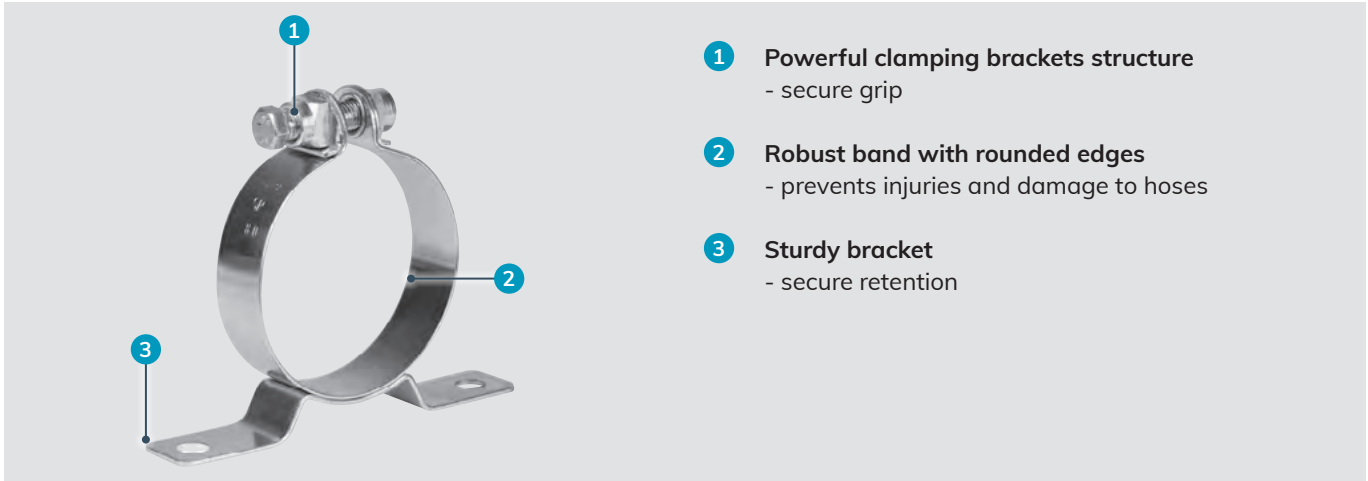 1
2
3
1 Powerful clamping brackets structure
- secure grip
2 Robust band with rounded edges
- prevents injuries and damage to hoses
3 Sturdy bracket
- secure retention